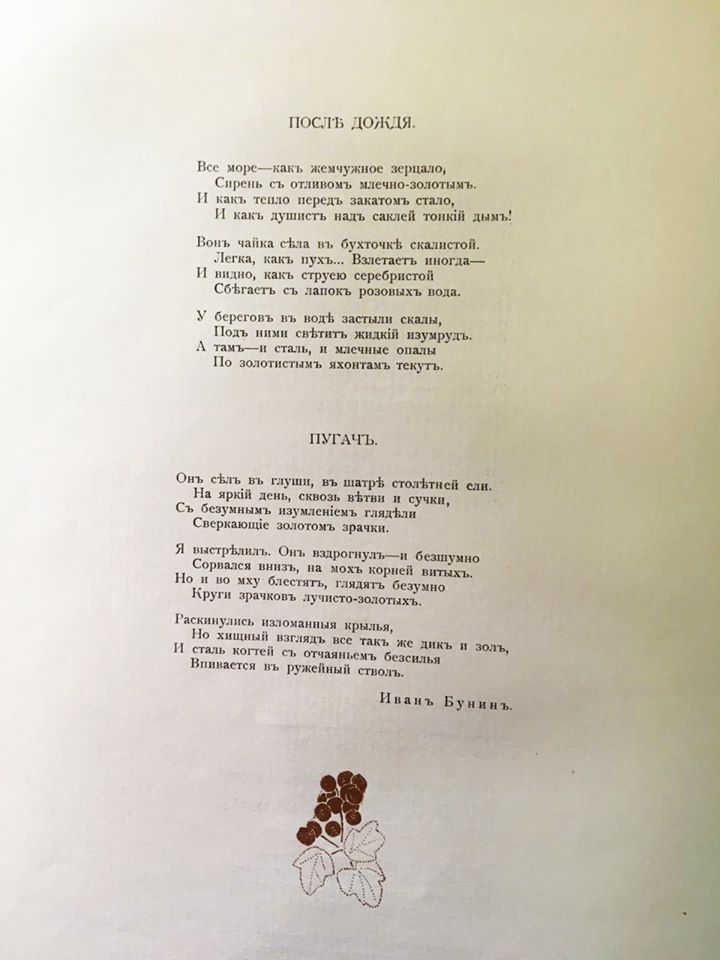 ПОСЛѢ ДОЖДЯ.
Все море—какъ жемчужное зерцало,
Сирень съ отливомъ млечно-золотымъ.
И какъ тепло передъ закатомъ стало,
И какъ душистъ надъ саклей тонкій дымъ!
Вонъ чайка сѣла въ бухточкѣ скалистой.
Легка, какъ пухъ... Взлетаетъ иногда—
И видно, какъ струею серебристой
Сбѣгаетъ съ лапокъ розовыхъ вода.
У береговъ въ водѣ застыли скалы,
Подъ ними свѣтитъ жидкій изумрудъ.
А тамъ—и сталь, и млечные опалы
По золотистымъ яхонтамъ текутъ.
ПУГАЧЪ.
Онъ сѣлъ въ глуши, въ шатрѣ столѣтней ели.
На яркій день, сквозь вѣтви и сучки,
Съ безумнымъ изумленіемъ глядѣли
Сверкающіе золотомъ зрачки.
Я выстрѣлилъ. Онъ вздрогнулъ—и безшумно
Сорвался внизъ, на мохъ корней витыхъ.
Но и во мху блестятъ, глядятъ безумно
Круги зрачковъ лучисто-золотыхъ.
Раскинулись изломанныя крылья,
Но хищный взглядъ все такъ же дикъ и золъ,
И сталь когтей съ отчаяньемъ безсилья
Впивается въ ружейный стволъ.
Иванъ Бунинъ.